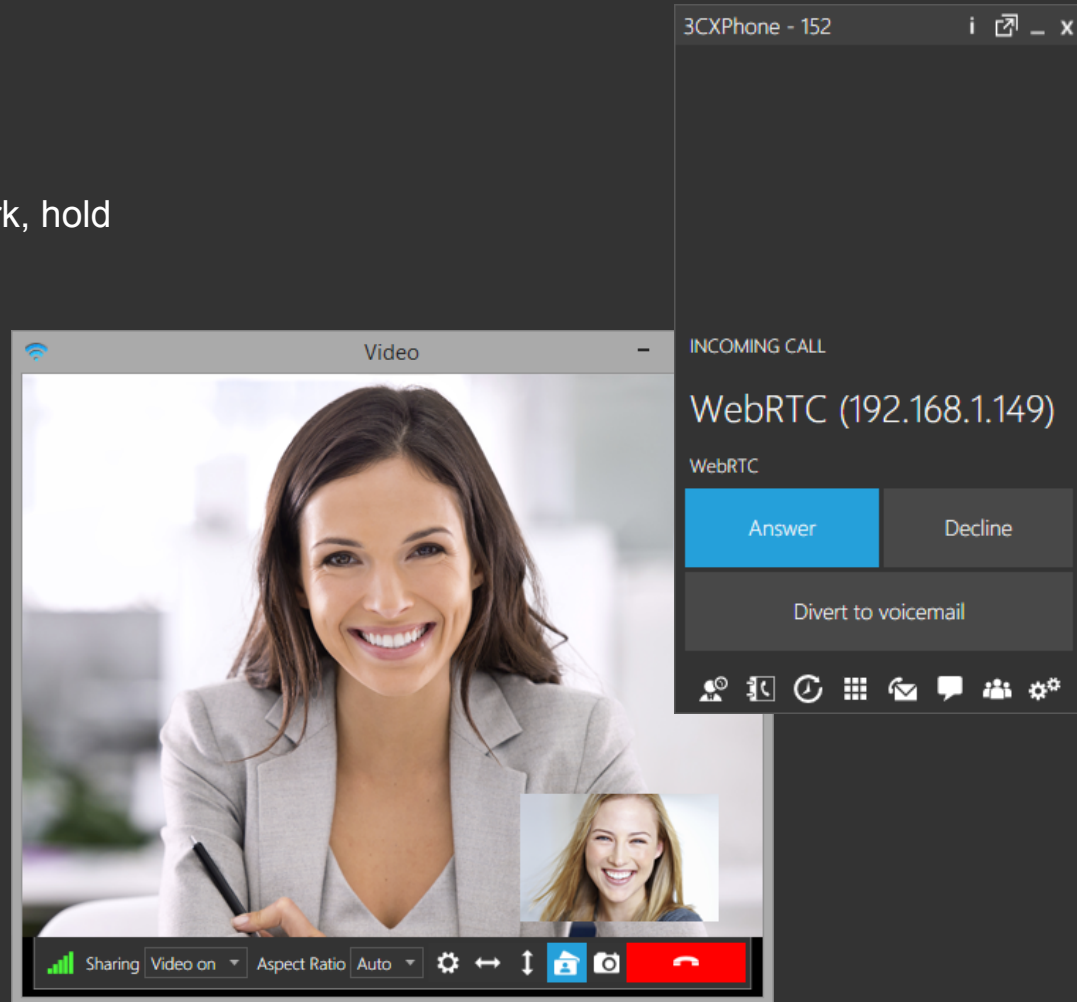 3CXPhone - 152
rk, hold
Video
INCOMING CALL
WebRTC (192.168.1.149)
WebRTC
Answer
Decline
Divert to voicemail
Sharing Video on Aspect Ratio Auto